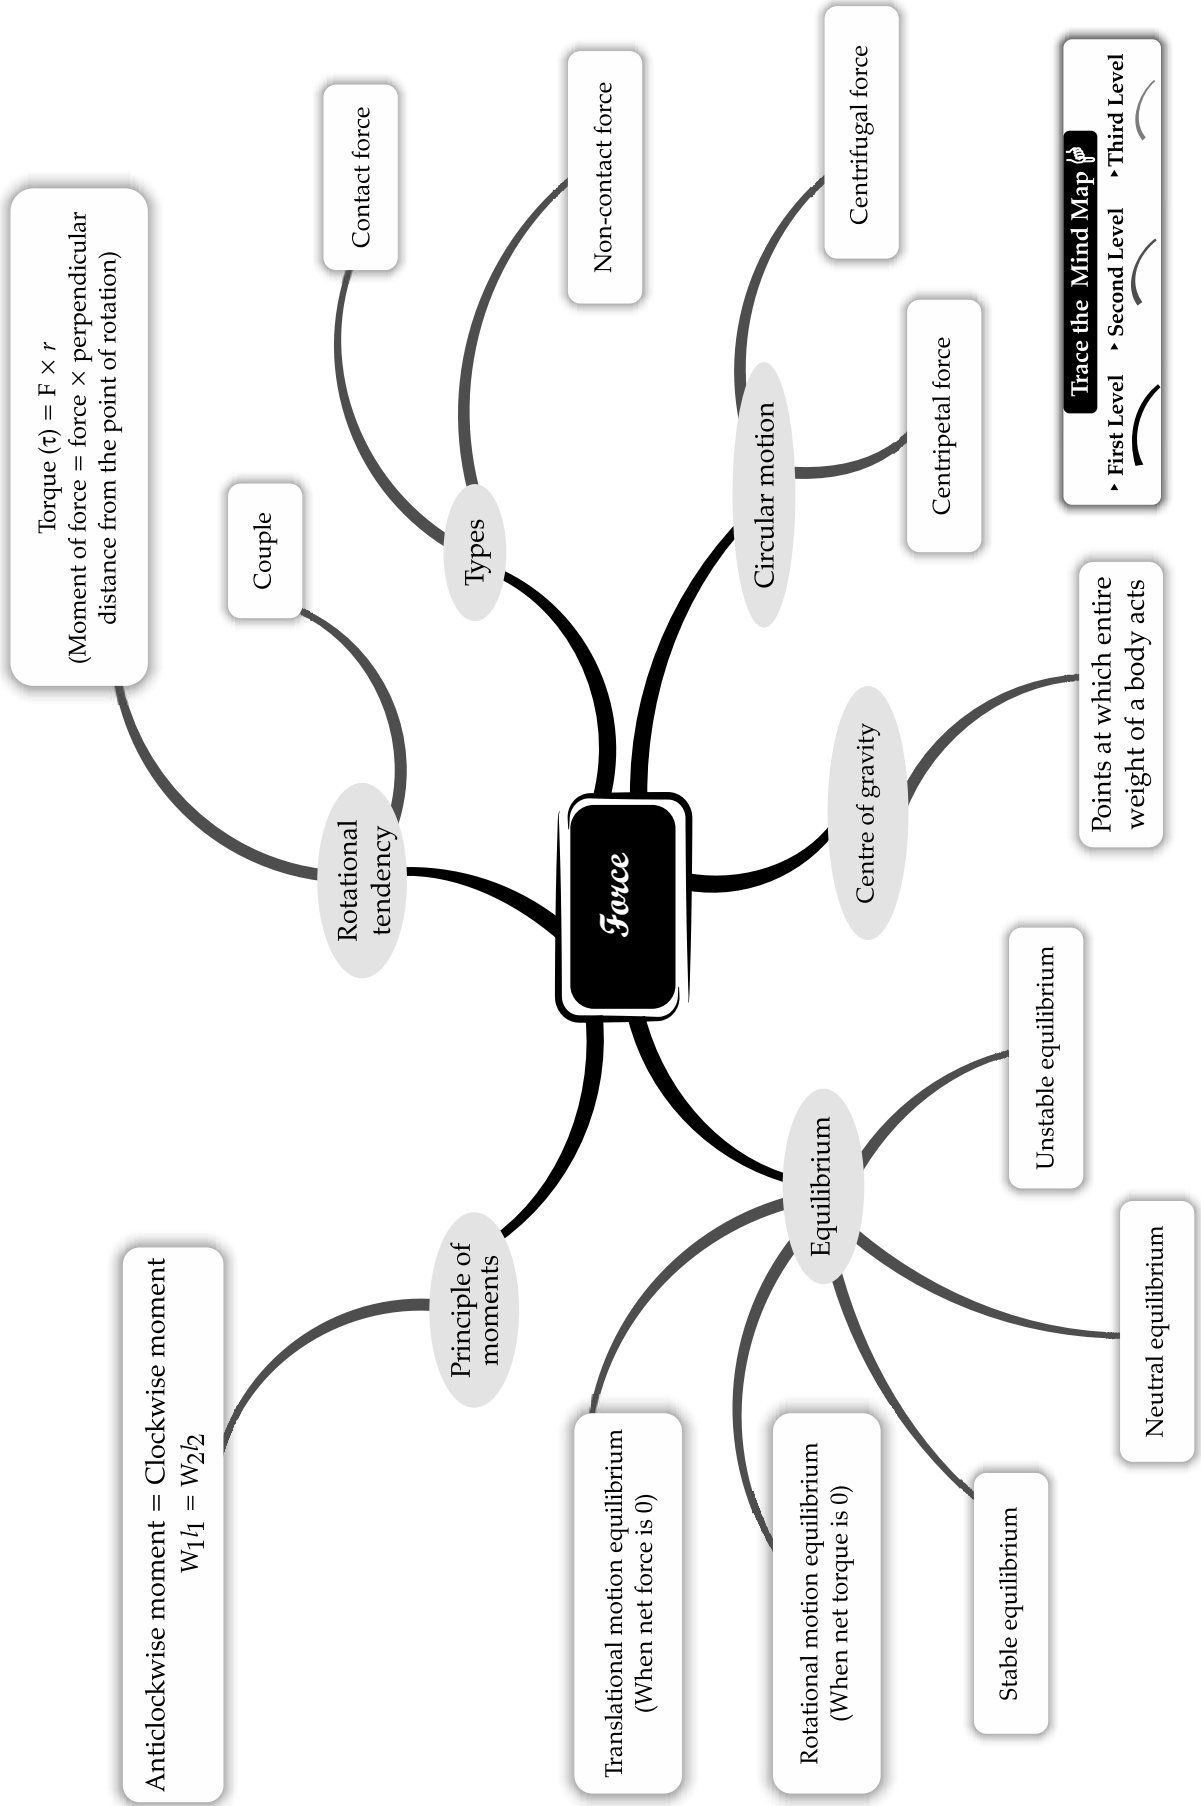 Anticlockwise moment = Clockwise moment
W₁l₁ = W₂l₂
Principle of
moments
Rotational
tendency
Torque (τ) = F × r
(Moment of force = force × perpendicular
distance from the point of rotation)
Couple
Types
Contact force
Non-contact force
Force
Circular motion
Centrifugal force
Centripetal force
Centre of gravity
Points at which entire
weight of a body acts
Equilibrium
Translational motion equilibrium
(When net force is 0)
Rotational motion equilibrium
(When net torque is 0)
Stable equilibrium
Neutral equilibrium
Unstable equilibrium
Trace the Mind Map
First Level Second Level Third Level